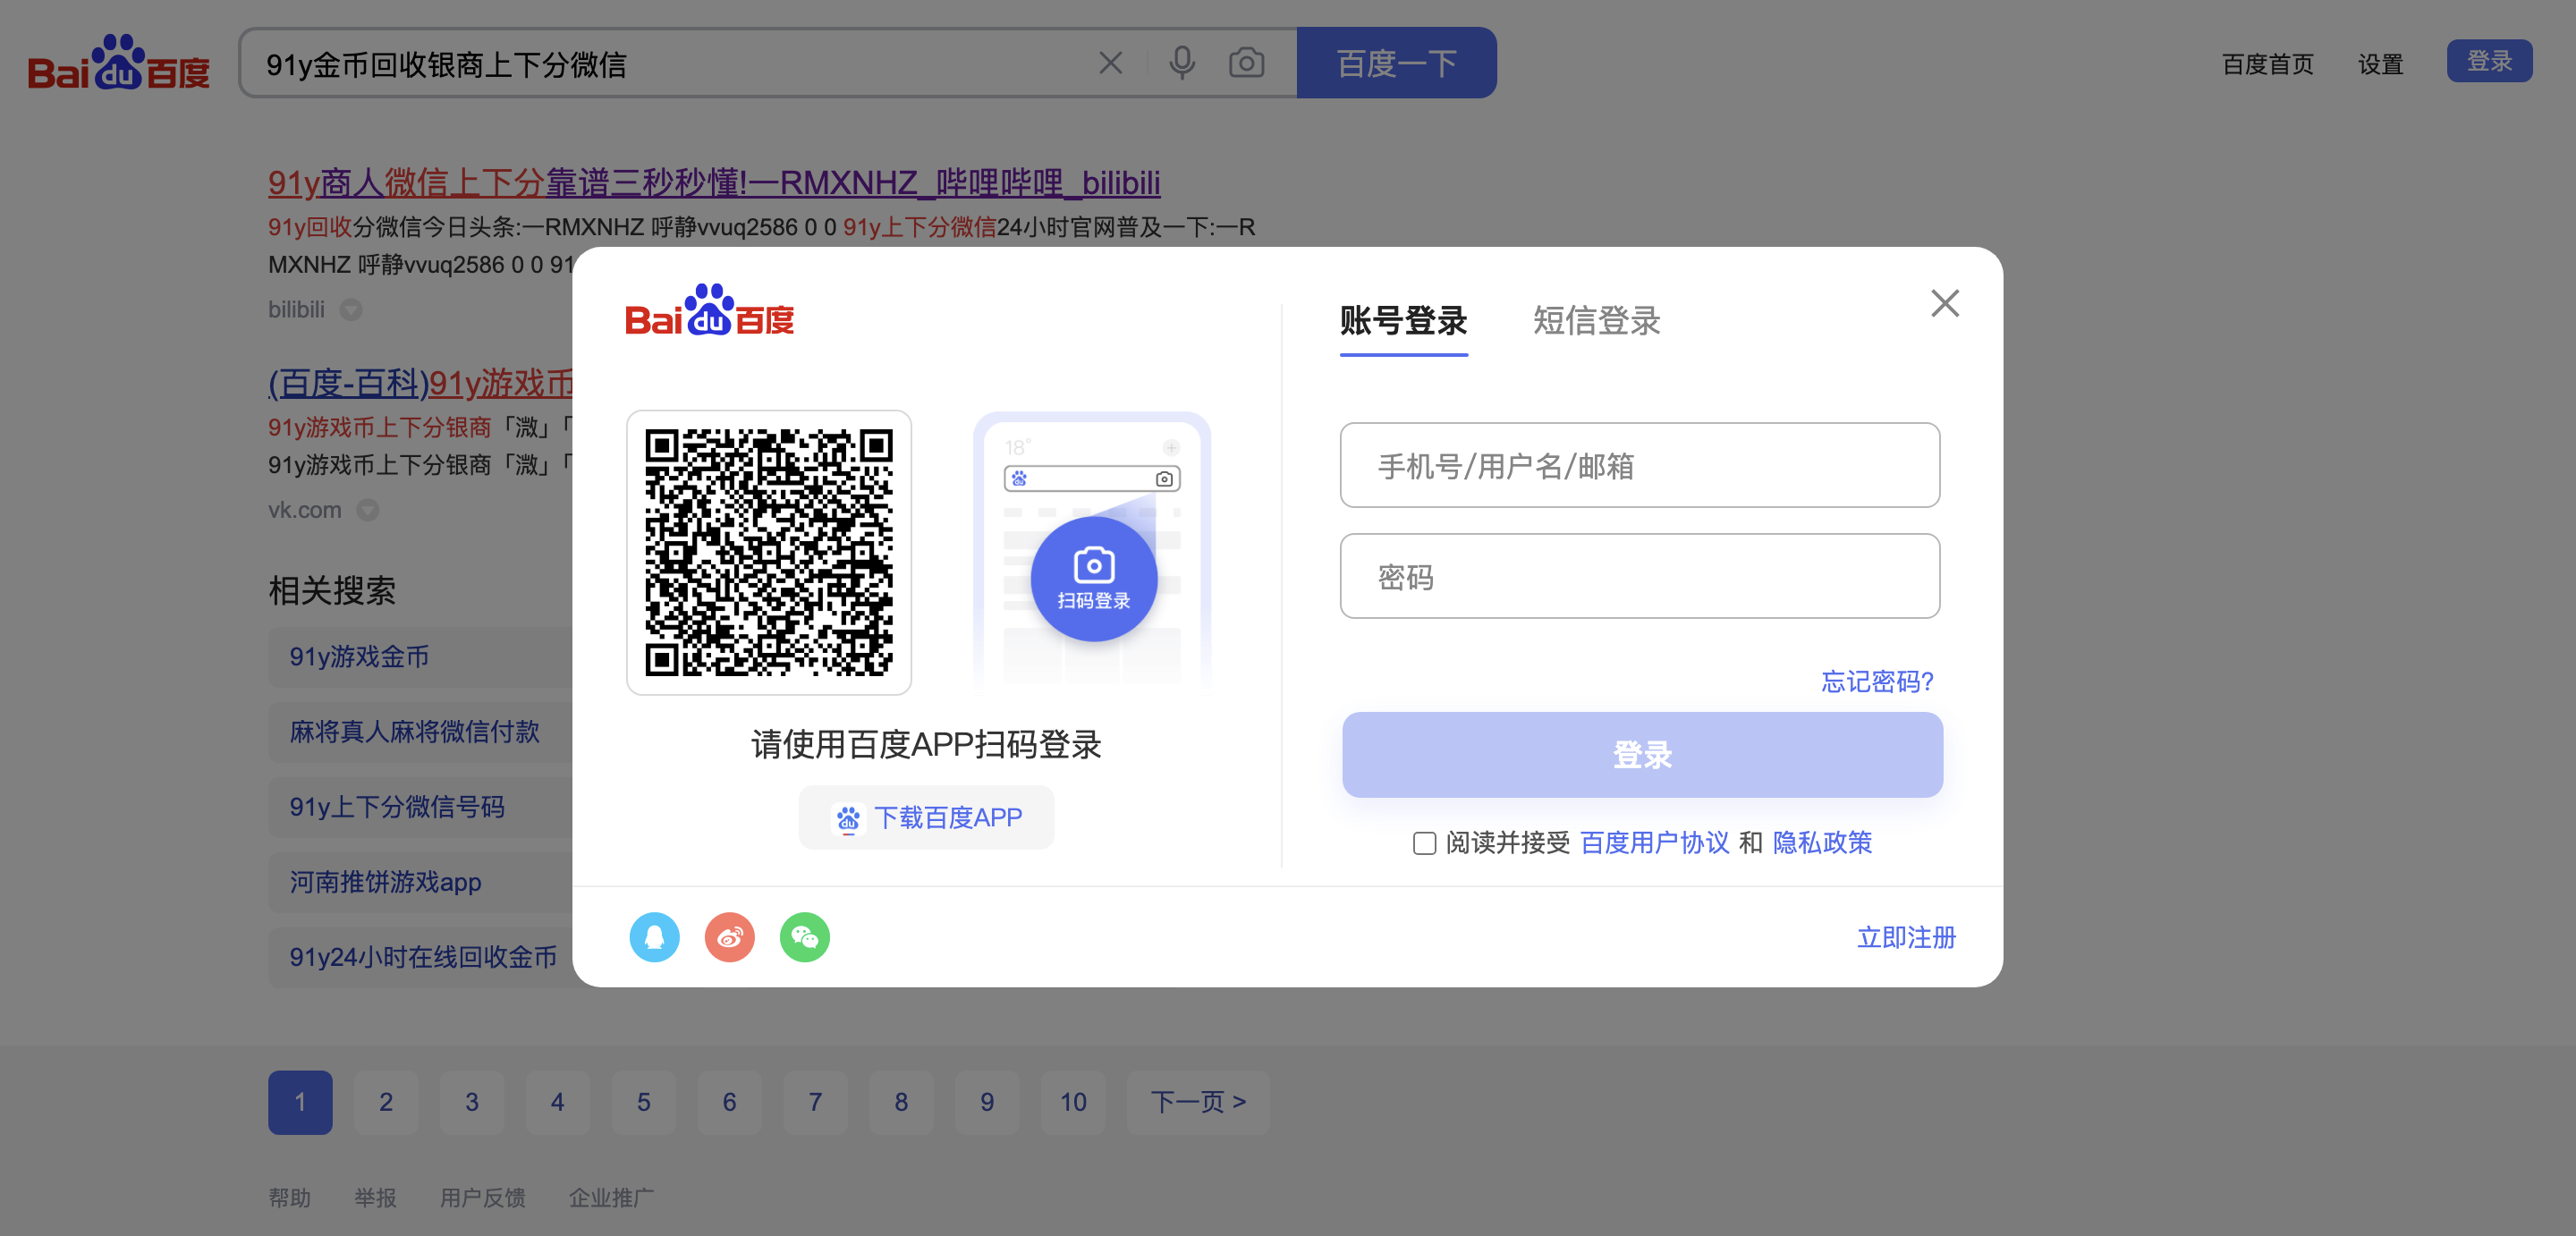 Bai du 百度
91y金币回收银商上下分微信
百度一下
百度首页
设置
登录
91y商人微信上下分靠谱三秒秒懂!一RMXNHZ_哔哩哔哩_bilibili
91y回收分微信今日头条:一RMXNHZ 呼静vvuq2586 0 0 91y上下分微信24小时官网普及一下:一R
MXNHZ 呼静vvuq2586 0 0 91
bilibili
(百度-百科)91y游戏币
91y游戏币上下分银商「溦」「
91y游戏币上下分银商「溦」「
vk.com
相关搜索
91y游戏金币
麻将真人麻将微信付款
91y上下分微信号码
河南推饼游戏app
91y24小时在线回收金币
Bai du 百度
18°
扫码登录
请使用百度APP扫码登录
du 下载百度APP
账号登录
短信登录
手机号/用户名/邮箱
密码
忘记密码?
登录
阅读并接受 百度用户协议 和 隐私政策
立即注册
1 2 3 4 5 6 7 8 9 10 下一页 >
帮助 举报 用户反馈 企业推广